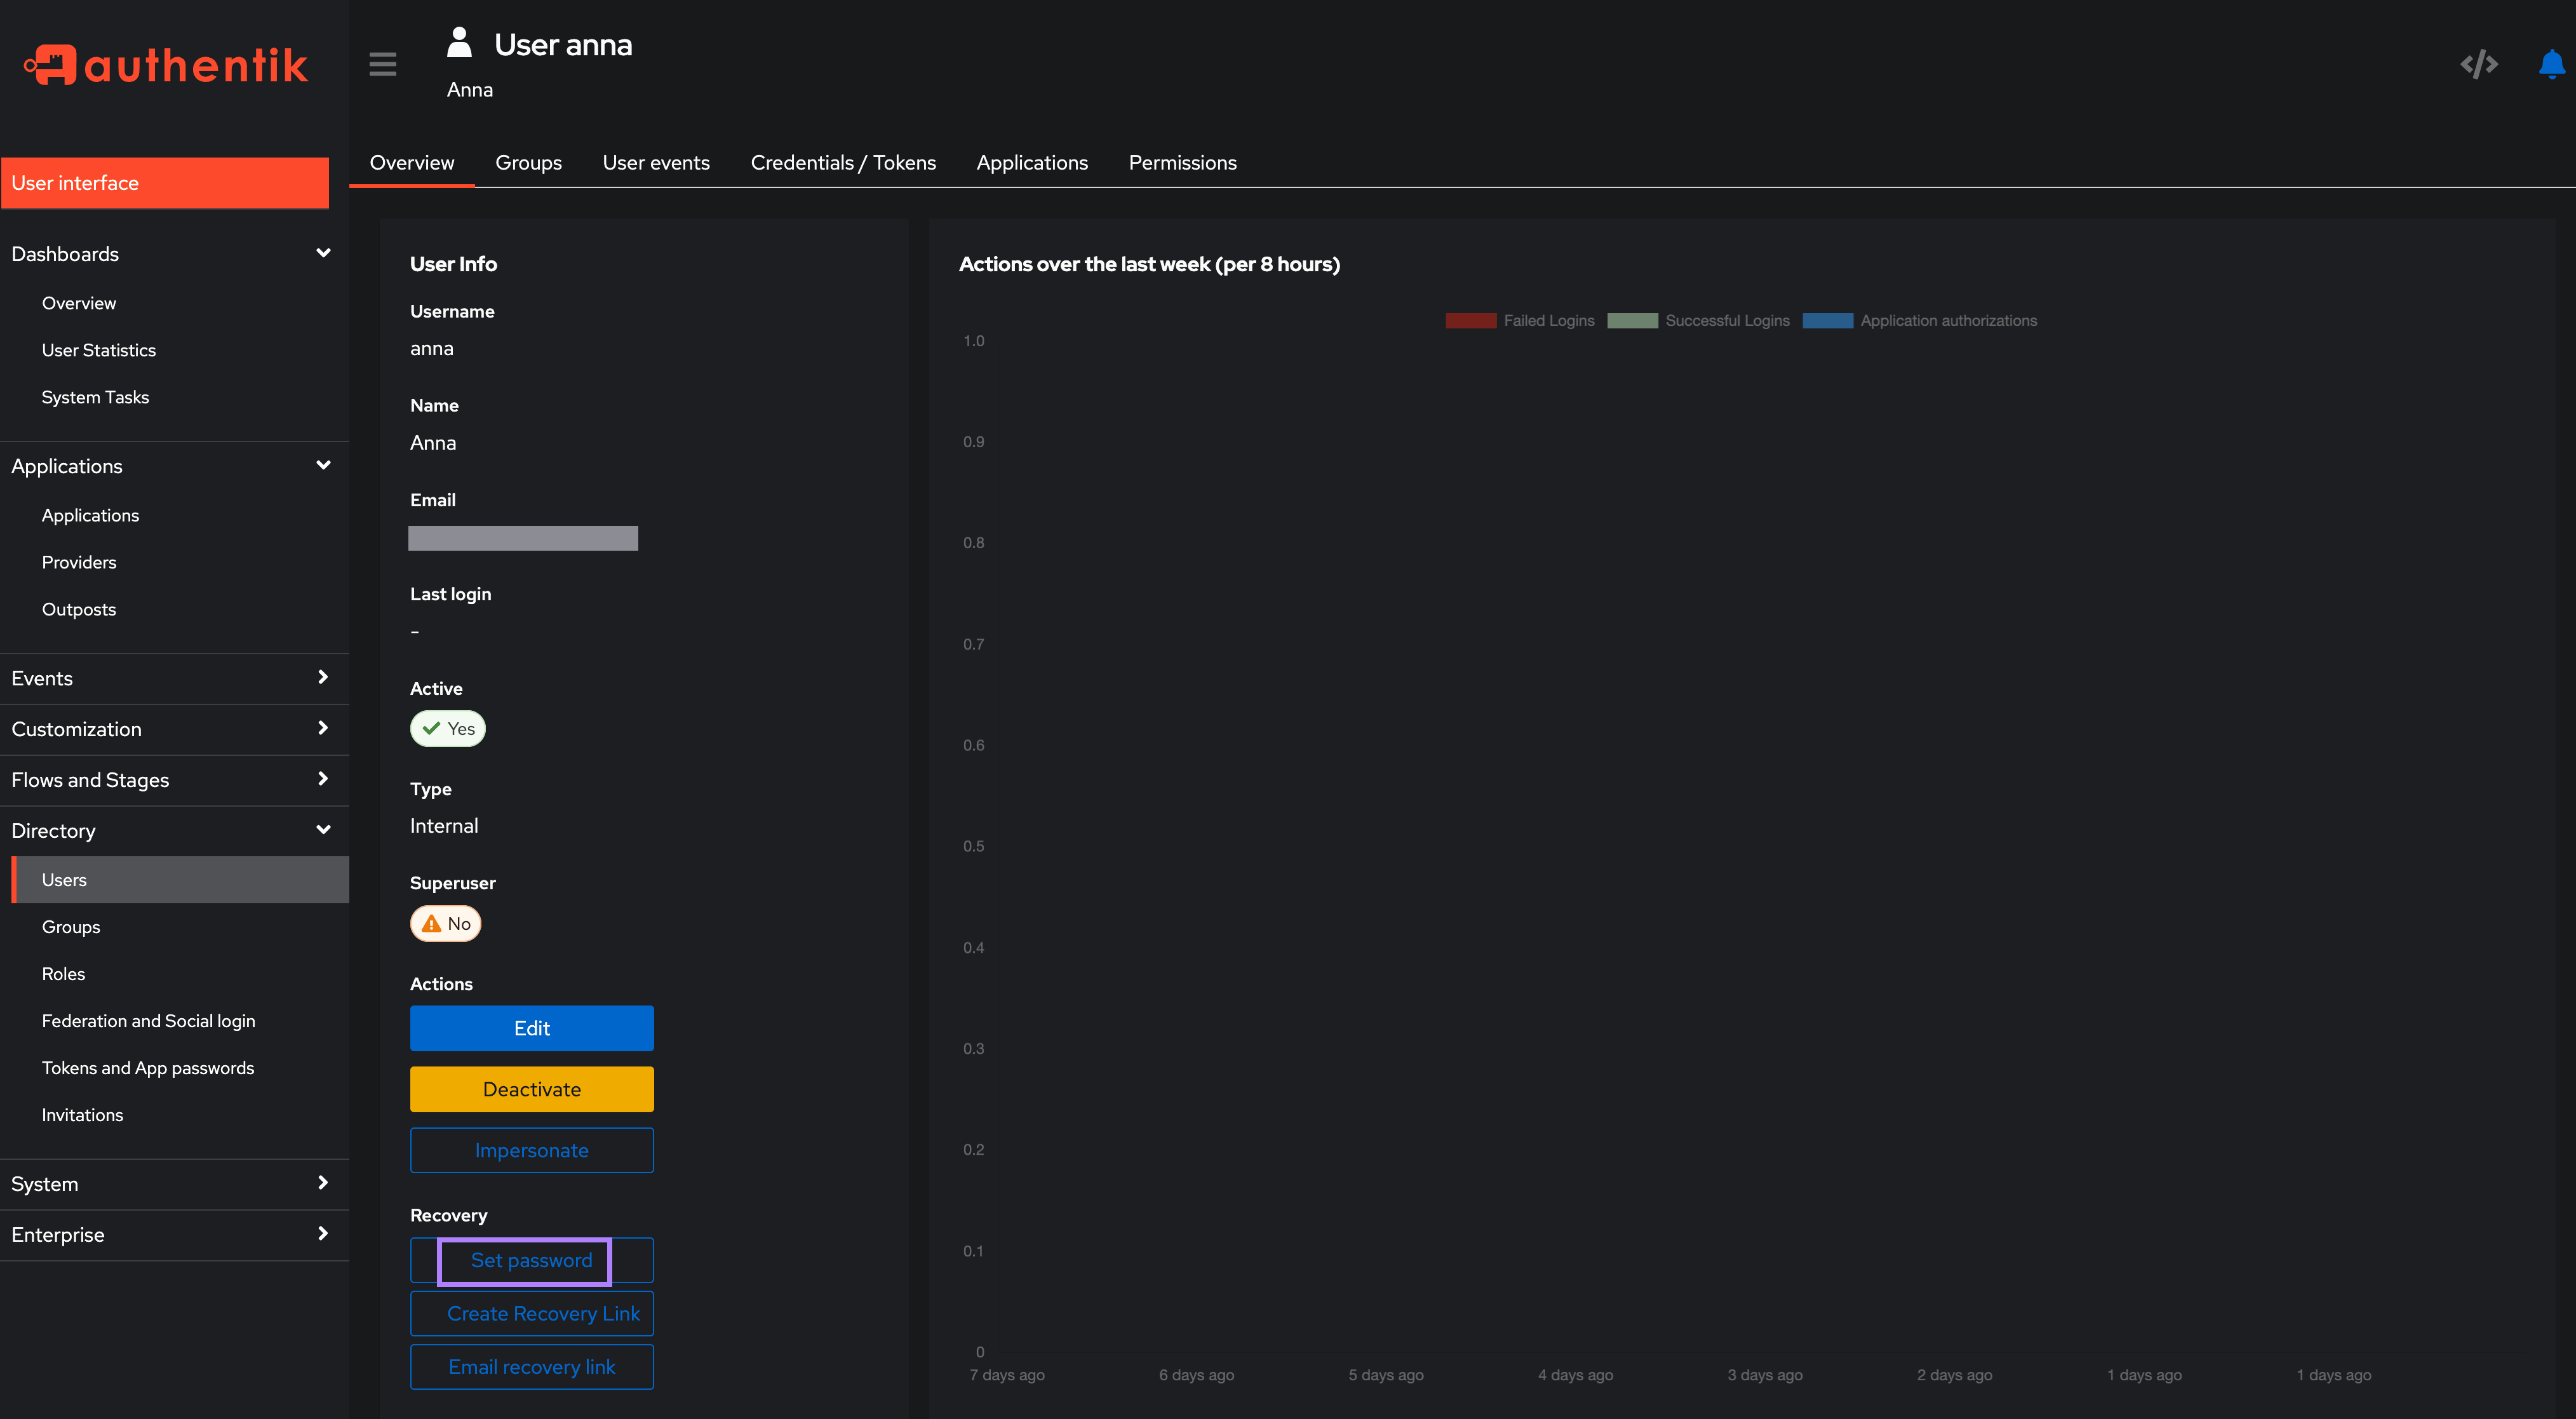 authentik
User anna
Anna
User interface
Dashboards
Overview
User Statistics
System Tasks
Applications
Applications
Providers
Outposts
Events
Customization
Flows and Stages
Directory
Users
Groups
Roles
Federation and Social login
Tokens and App passwords
Invitations
System
Enterprise
Overview Groups User events Credentials / Tokens Applications Permissions
User Info
Username
anna
Name
Anna
Email
Last login
-
Active
Yes
Type
Internal
Superuser
No
Actions
Edit
Deactivate
Impersonate
Recovery
Set password
Create Recovery Link
Email recovery link
Actions over the last week (per 8 hours)
Failed Logins Successful Logins Application authorizations
1.0
0.9
0.8
0.7
0.6
0.5
0.4
0.3
0.2
0.1
0
7 days ago 6 days ago 5 days ago 4 days ago 3 days ago 2 days ago 1 days ago 1 days ago